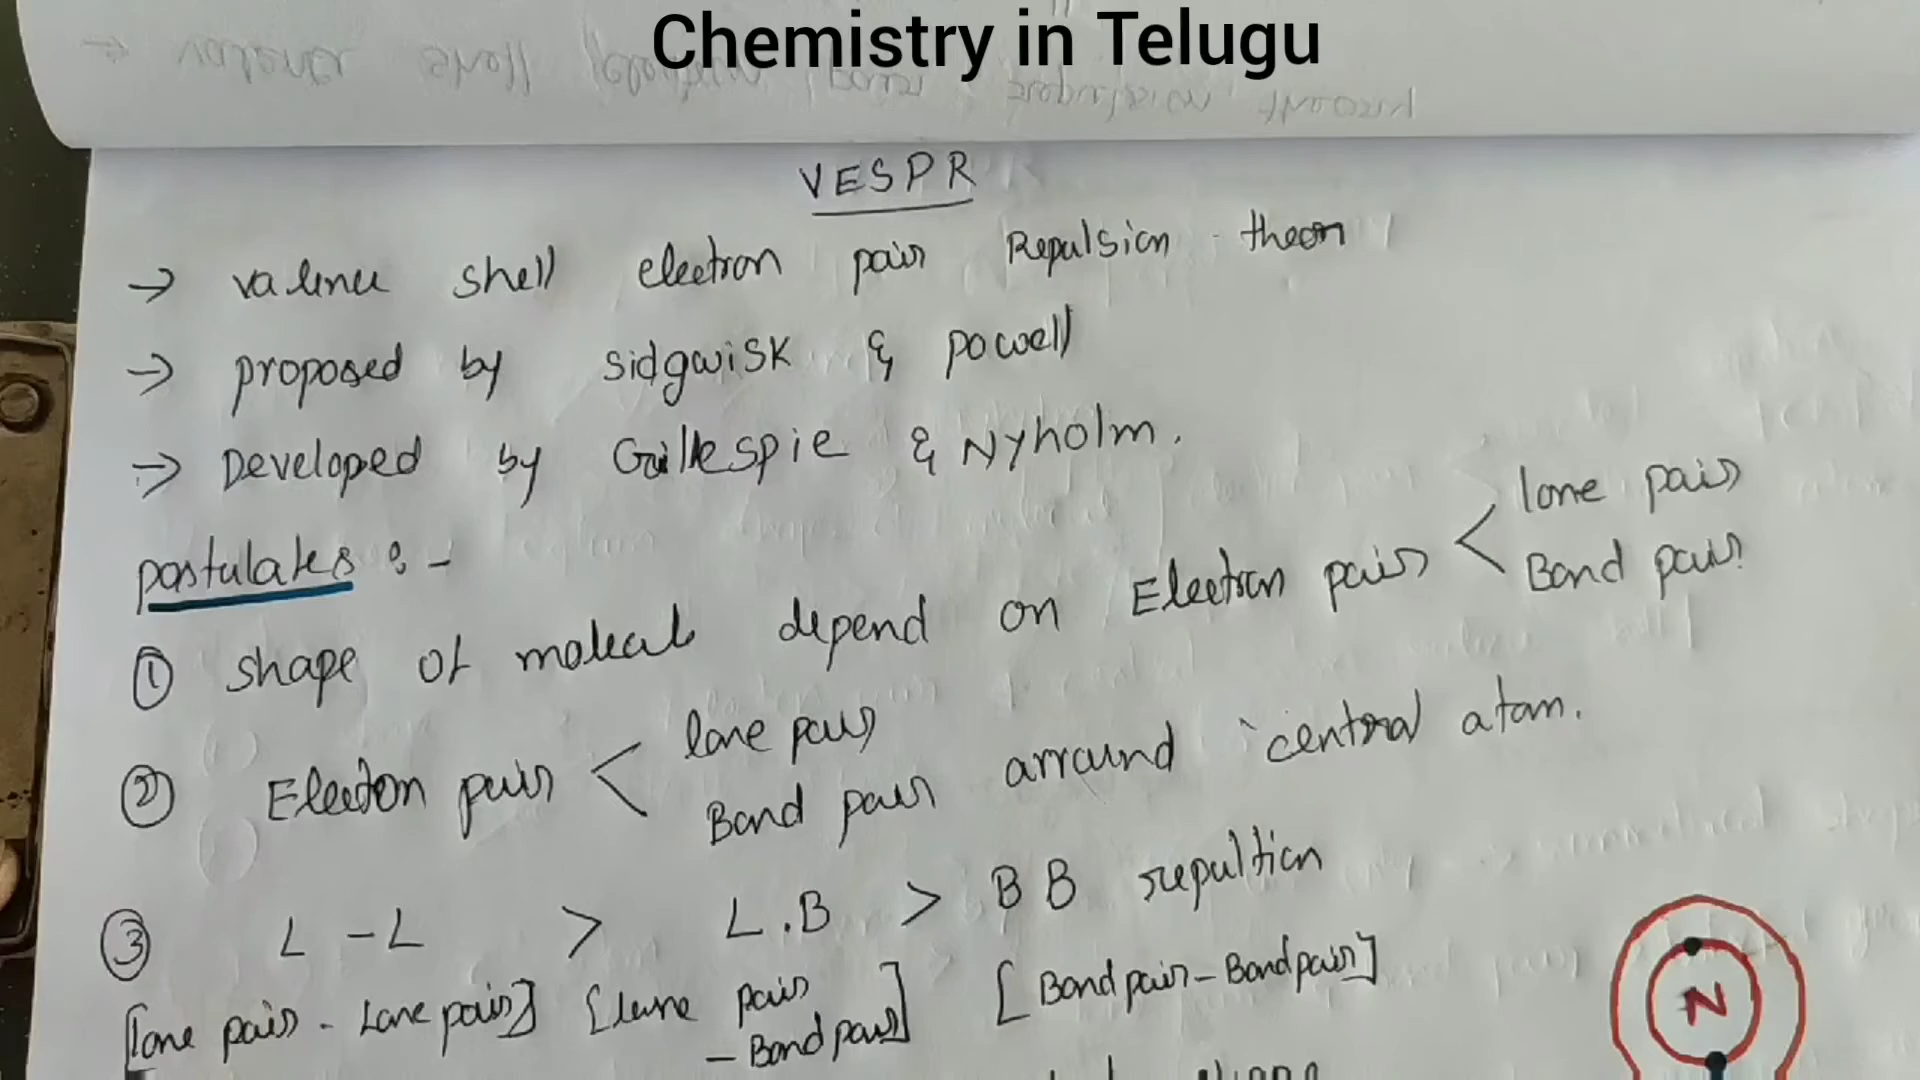 Chemistry in Telugu
VESPR
→ valence shell electron pair Repulsion theory
→ proposed by sidgwisk & powell
→ Developed by Gillespie & Nyholm.
postulates :-
① shape of molecule depend on Electron pairs < lone pair
Bond pair
② Electron pair < lone pair
Bond pair arround central atom.
③ L-L > L.B > BB repultion
[lone pair - Lone pair] [lone pair [Bond pair - Bond pair]
- Bond pair]
N